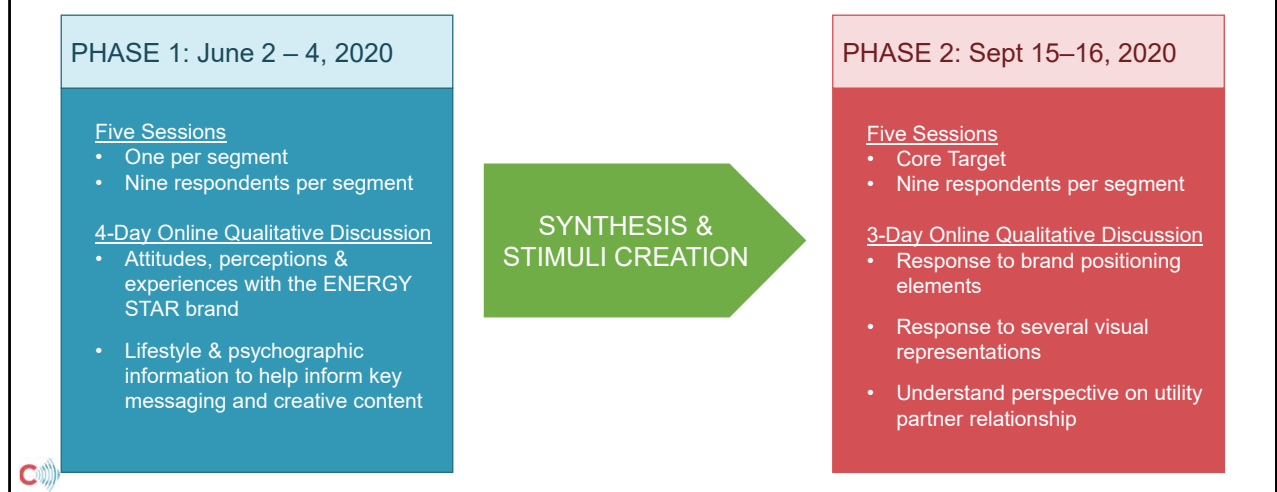 PHASE 1: June 2 – 4, 2020
Five Sessions
• One per segment
• Nine respondents per segment
4-Day Online Qualitative Discussion
• Attitudes, perceptions &
experiences with the ENERGY
STAR brand
• Lifestyle & psychographic
information to help inform key
messaging and creative content
SYNTHESIS &
STIMULI CREATION
PHASE 2: Sept 15–16, 2020
Five Sessions
• Core Target
• Nine respondents per segment
3-Day Online Qualitative Discussion
• Response to brand positioning
elements
• Response to several visual
representations
• Understand perspective on utility
partner relationship
C